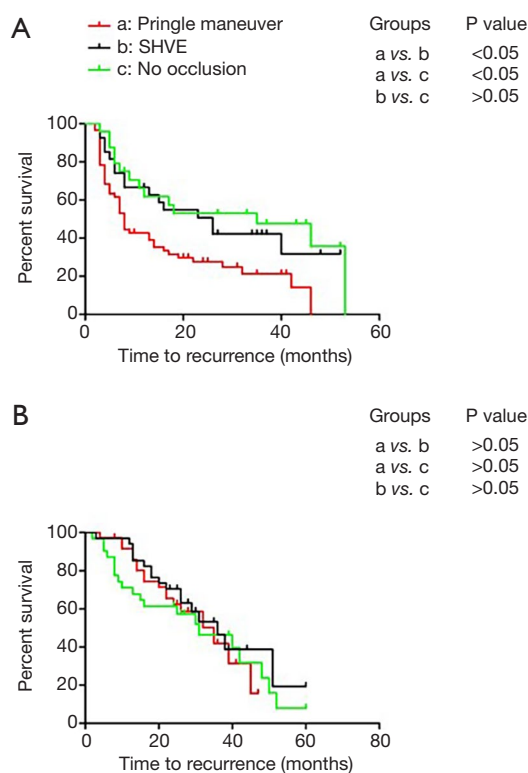 A
a: Pringle maneuver
b: SHVE
c: No occlusion
Groups P value
a vs. b <0.05
a vs. c <0.05
b vs. c >0.05
Percent survival
100
80
60
40
20
0
0 20 40 60
Time to recurrence (months)
B
Groups P value
a vs. b >0.05
a vs. c >0.05
b vs. c >0.05
Percent survival
100
80
60
40
20
0
0 20 40 60 80
Time to recurrence (months)